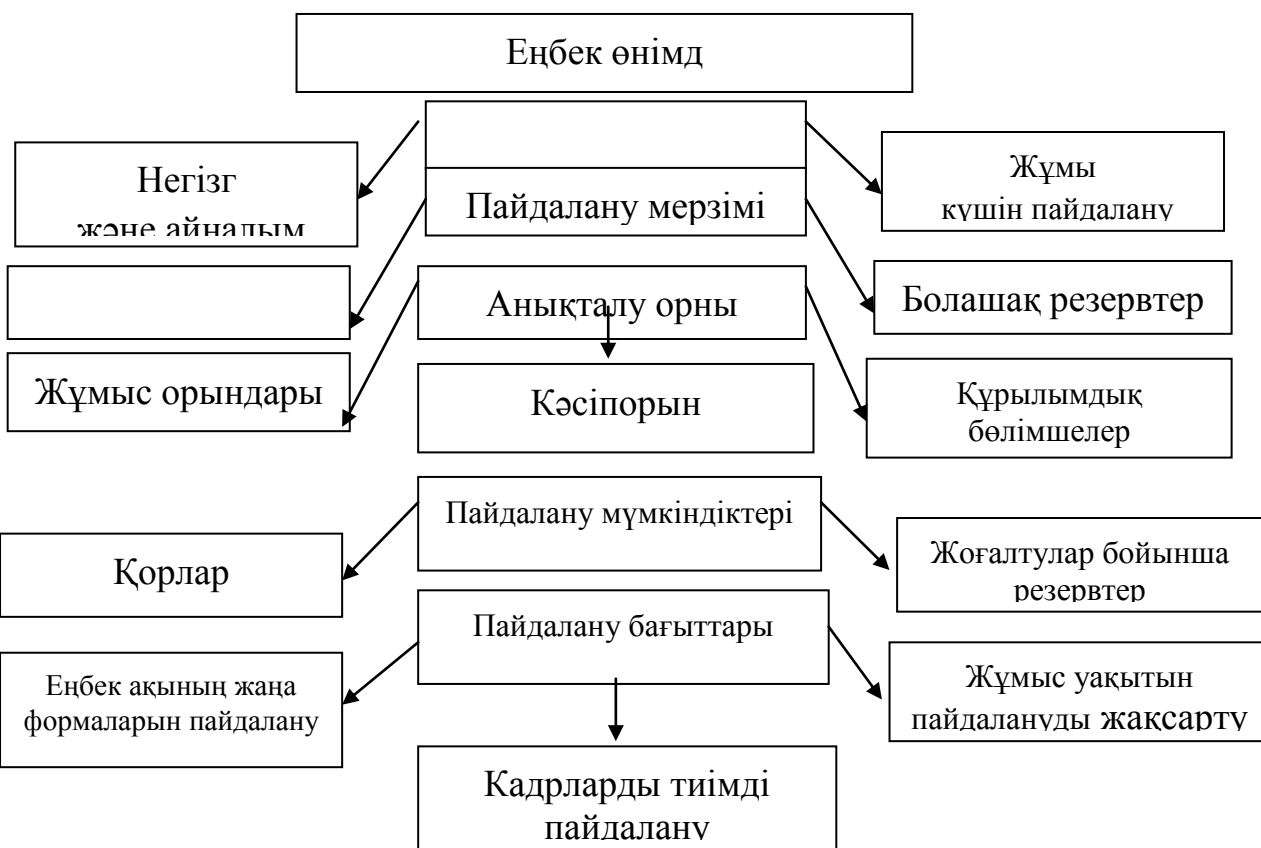 Еңбек өнімд
Негізг
және айналым
Жұмы
күшін пайдалану
Пайдалану мерзімі
Болашақ резервтер
Анықталу орны
Жұмыс орындары
Кәсіпорын
Құрылымдық
бөлімшелер
Пайдалану мүмкіндіктері
Қорлар
Жоғалтулар бойынша
резервтер
Пайдалану бағыттары
Еңбек ақының жаңа
формаларын пайдалану
Жұмыс уақытын
пайдалануды жақсарту
Кадрларды тиімді
пайдалану